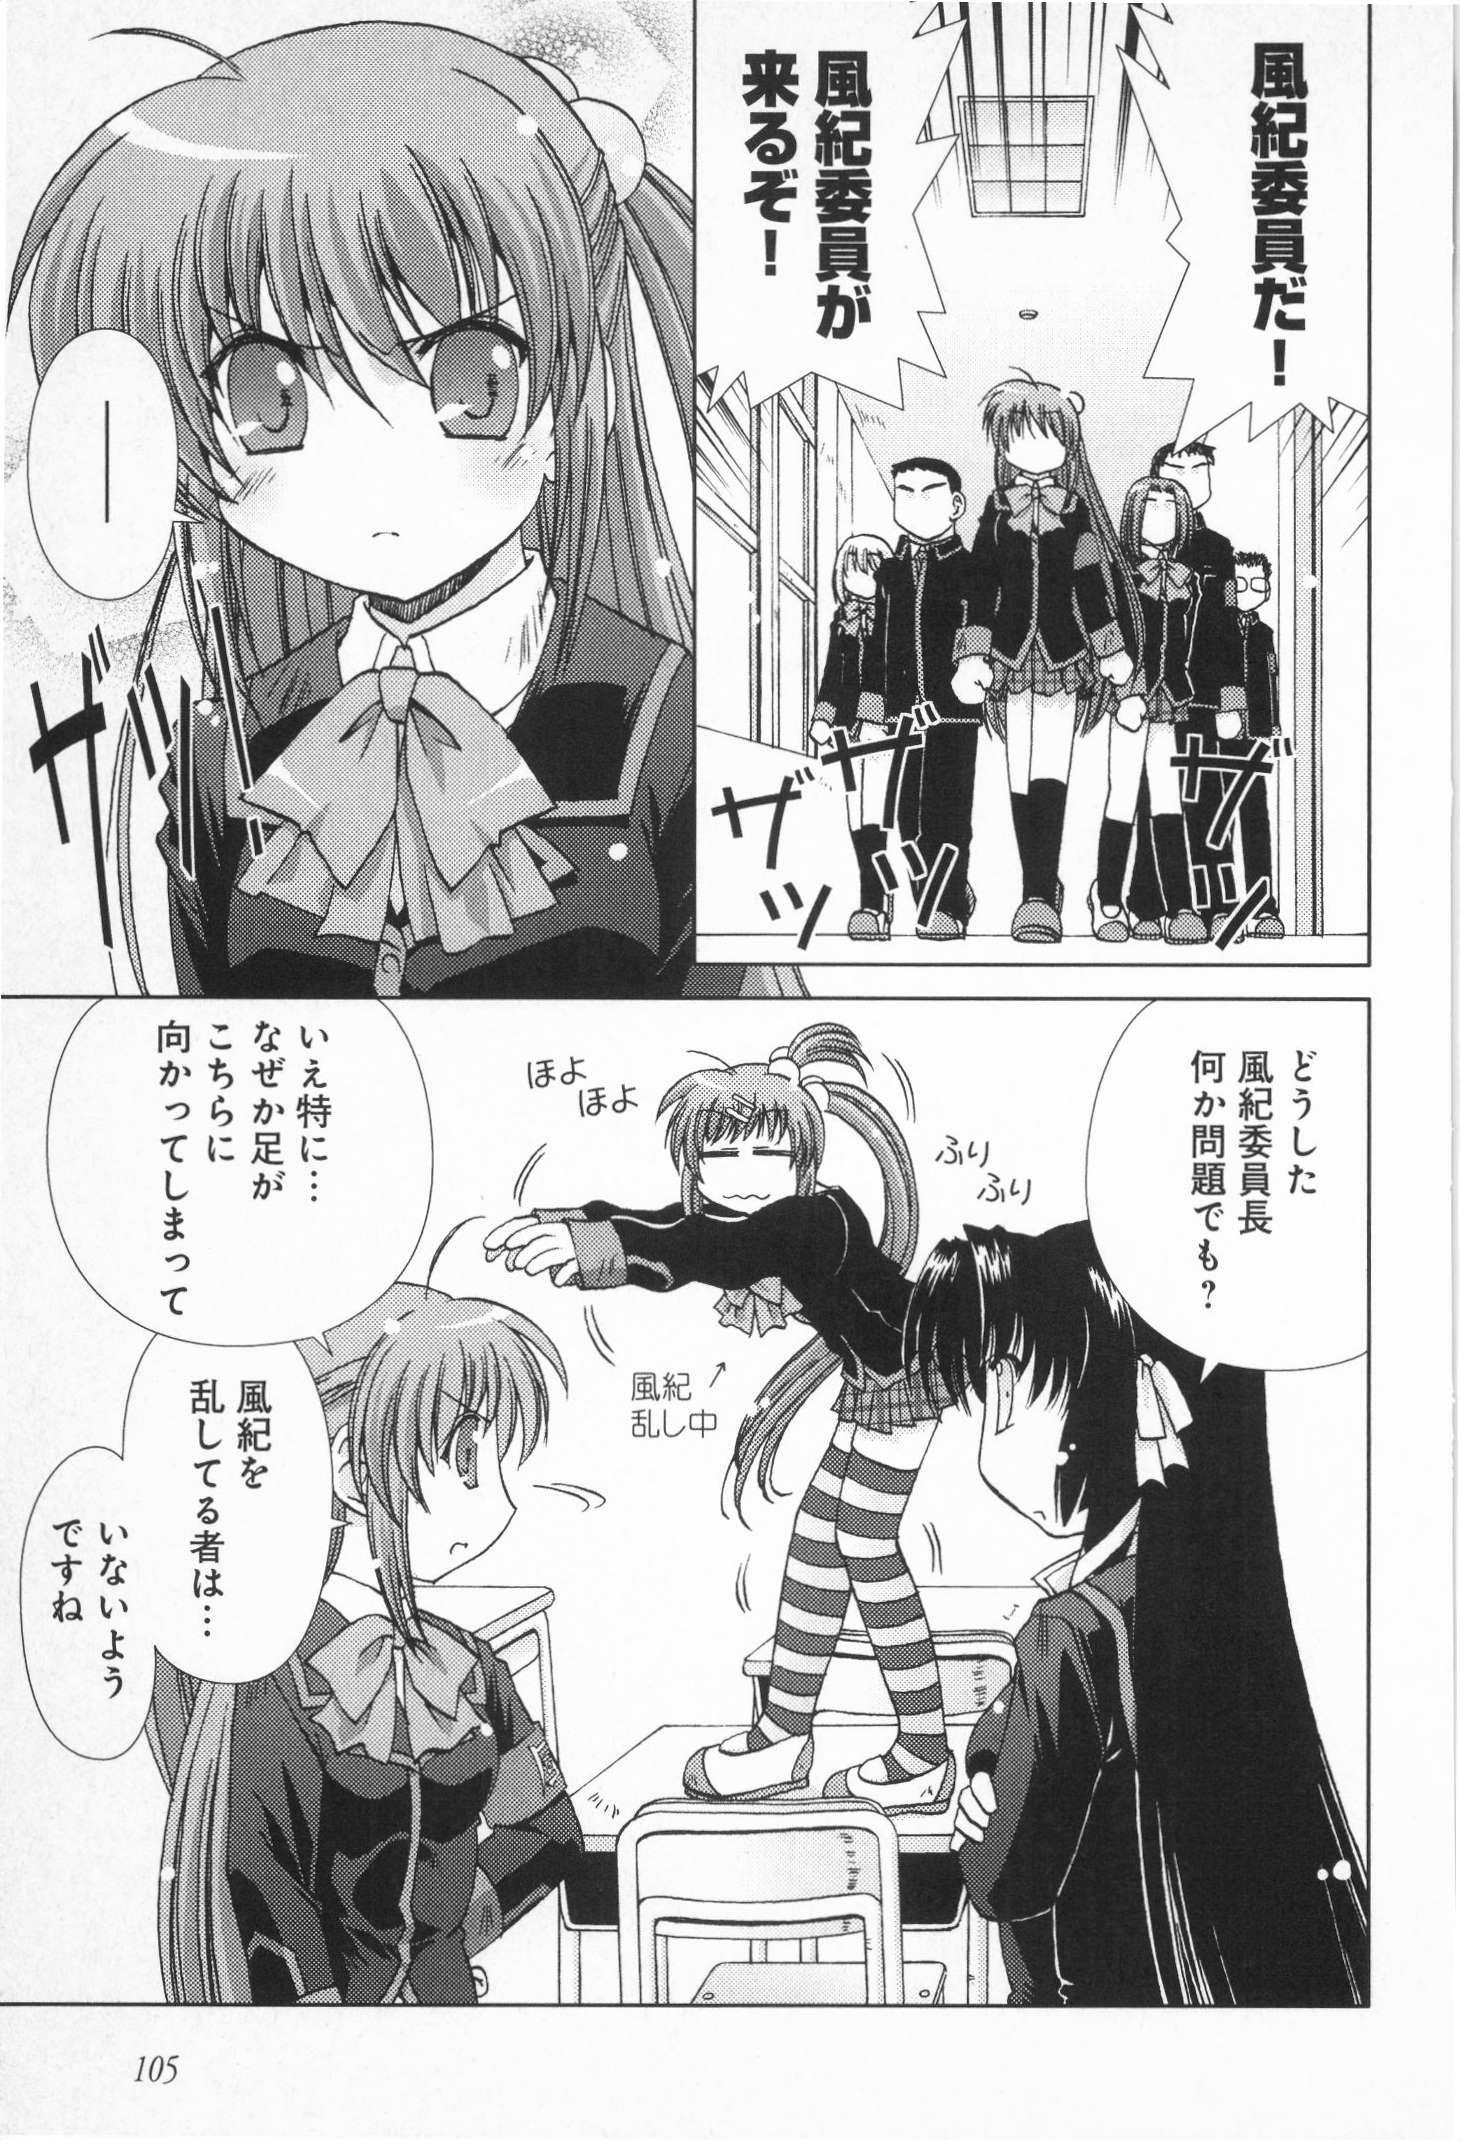 風紀委員だ!
風紀委員が
来るぞ!
ザッ
ザッ
ザッ
ザッ
―
どうした
風紀委員長
何か問題でも?
ふり
ふり
ほよ
ほよ
風紀
乱し中
いえ特に…
なぜか足が
こちらに
向かってしまって
風紀を
乱してる者は…
いないよう
ですね
105